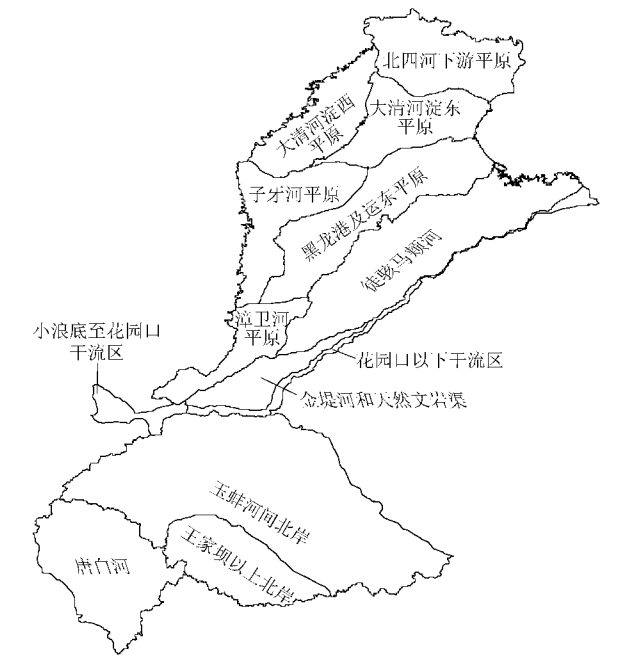 北四河下游平原
大清河淀西
平原
大清河淀东
平原
子牙河平原
黑龙港及运东平原
徒骇马颊河
漳卫河
平原
小浪底至花园口
干流区
花园口以下干流区
金堤河和天然文岩渠
王蚌河间北岸
王家坝以上北岸
唐白河